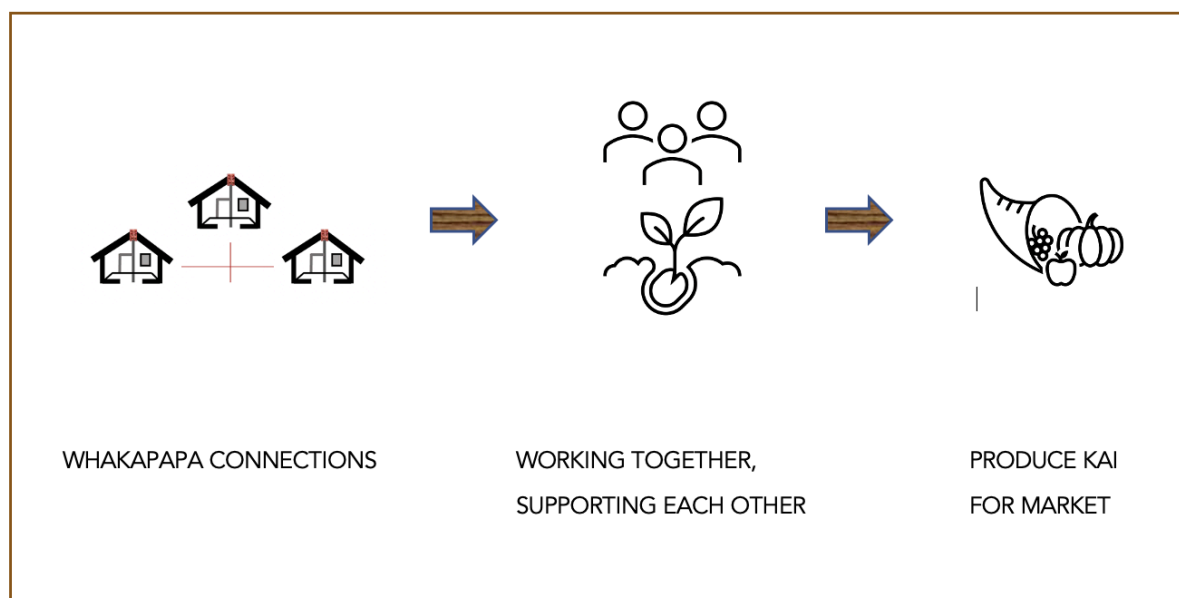 WHAKAPAPA CONNECTIONS
WORKING TOGETHER,
SUPPORTING EACH OTHER
PRODUCE KAI
FOR MARKET